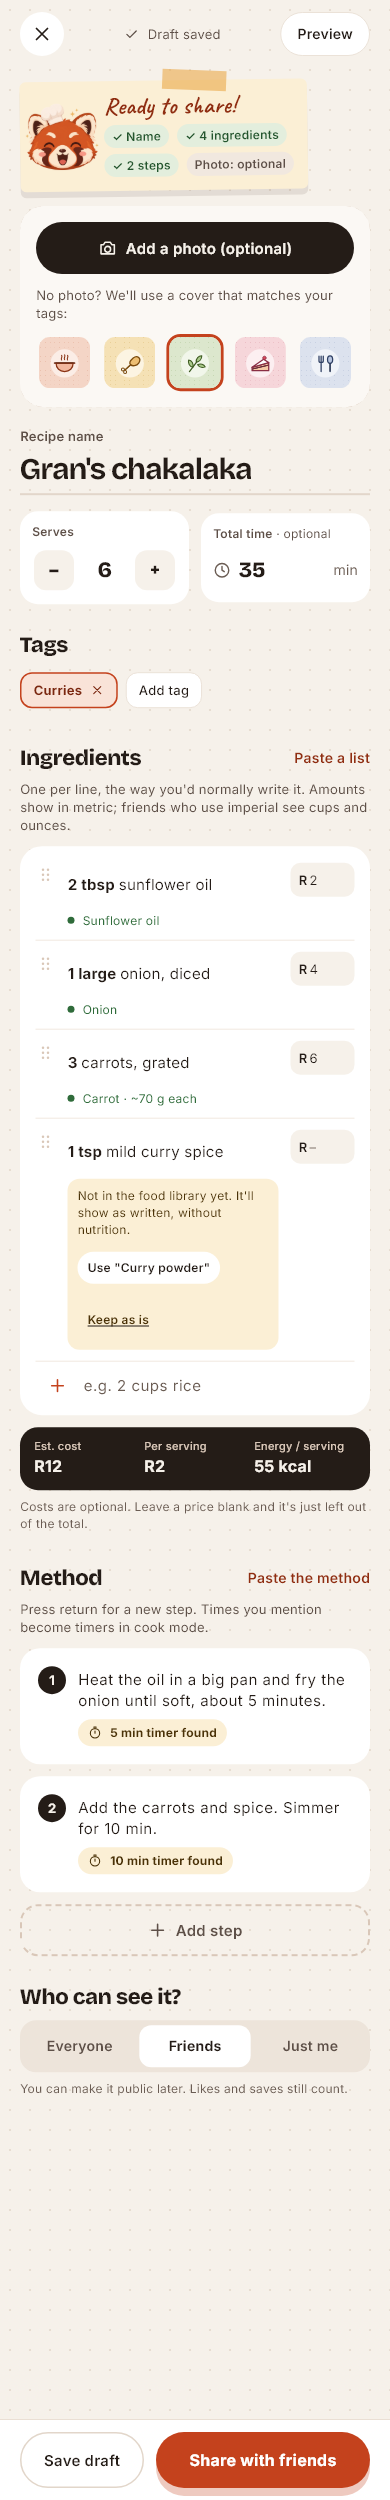 Draft saved
Preview
Ready to share!
✓ Name
✓ 4 ingredients
✓ 2 steps
Photo: optional
Add a photo (optional)
No photo? We'll use a cover that matches your
tags:
Recipe name
Gran's chakalaka
Serves
Total time · optional
− 6 +
35 min
Tags
Curries ×
Add tag
Ingredients
Paste a list
One per line, the way you'd normally write it. Amounts
show in metric; friends who use imperial see cups and
ounces.
2 tbsp sunflower oil
R 2
Sunflower oil
1 large onion, diced
R 4
Onion
3 carrots, grated
R 6
Carrot · ~70 g each
1 tsp mild curry spice
R –
Not in the food library yet. It'll
show as written, without
nutrition.
Use "Curry powder"
Keep as is
+ e.g. 2 cups rice
Est. cost
Per serving
Energy / serving
R12
R2
55 kcal
Costs are optional. Leave a price blank and it's just left out
of the total.
Method
Paste the method
Press return for a new step. Times you mention
become timers in cook mode.
1 Heat the oil in a big pan and fry the
onion until soft, about 5 minutes.
5 min timer found
2 Add the carrots and spice. Simmer
for 10 min.
10 min timer found
+ Add step
Who can see it?
Everyone
Friends
Just me
You can make it public later. Likes and saves still count.
Save draft
Share with friends